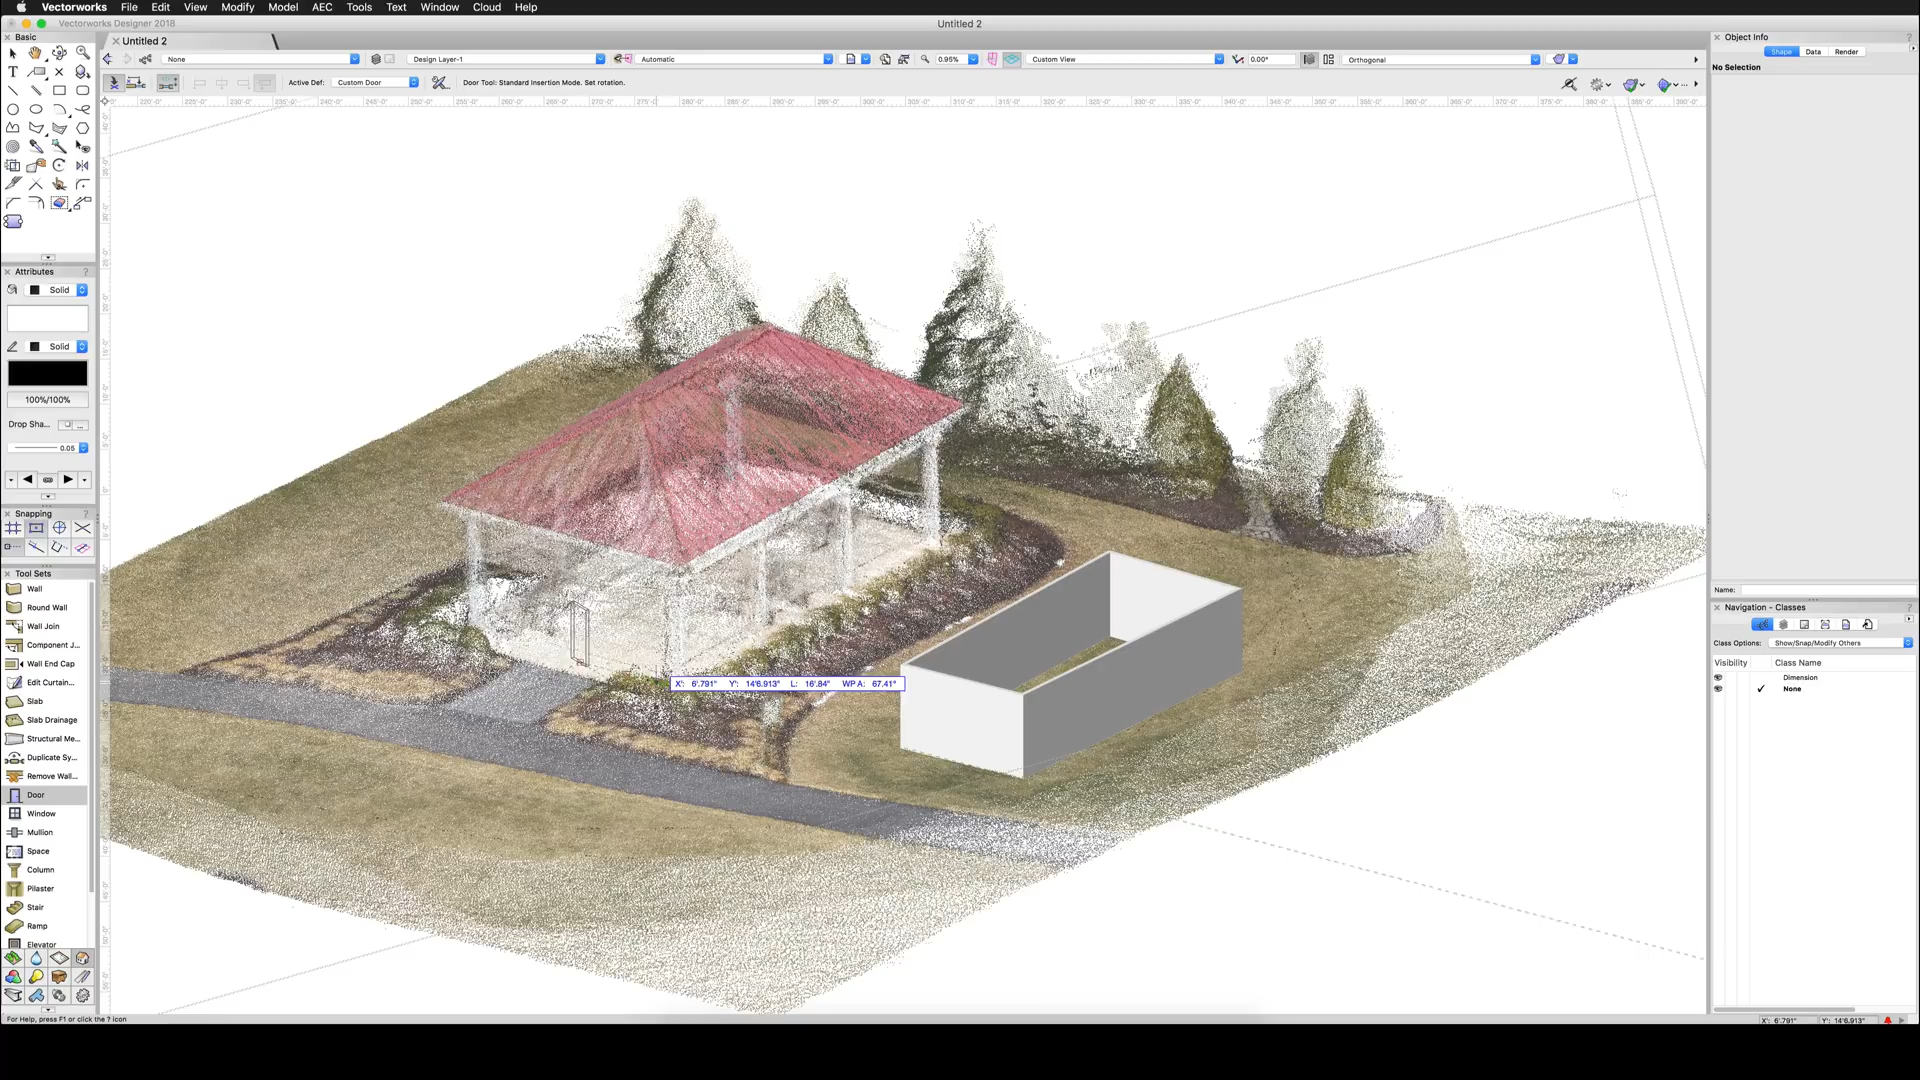 Vectorworks File Edit View Modify Model AEC Tools Text Window Cloud Help
Vectorworks Designer 2018
Untitled 2
Basic
Untitled 2
Object Info
None
Design Layer-1
Automatic
0.95%
Custom View
0.00°
Orthogonal
Shape Data Render
Active Def: Custom Door
Door Tool: Standard Insertion Mode. Set rotation.
No Selection
Attributes
Solid
Solid
100%/100%
Drop Sha...
0.05
Snapping
Tool Sets
Wall
Round Wall
Wall Join
Component J...
Wall End Cap
Edit Curtain...
Slab
Slab Drainage
Structural Me...
Duplicate Sy...
Remove Wall...
Door
Window
Mullion
Space
Column
Pilaster
Stair
Ramp
Elevator
X': 6'.791" Y': 14'6.913" L: 16'.84" WP A: 67.41°
Name:
Navigation - Classes
Class Options: Show/Snap/Modify Others
Visibility Class Name
Dimension
None
For Help, press F1 or click the ? icon
X': 6'.791" Y': 14'6.913"